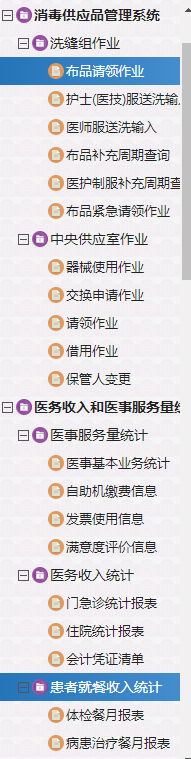 消毒供应品管理系统
洗缝组作业
布品请领作业
护士(医技)服送洗输
医师服送洗输入
布品补充周期查询
医护制服补充周期查
布品紧急请领作业
中央供应室作业
器械使用作业
交换申请作业
请领作业
借用作业
保管人变更
医务收入和医事服务量
医事服务量统计
医事基本业务统计
自助机缴费信息
发票使用信息
满意度评价信息
医务收入统计
门急诊统计报表
住院统计报表
会计凭证清单
患者就餐收入统计
体检餐月报表
病患治疗餐月报表